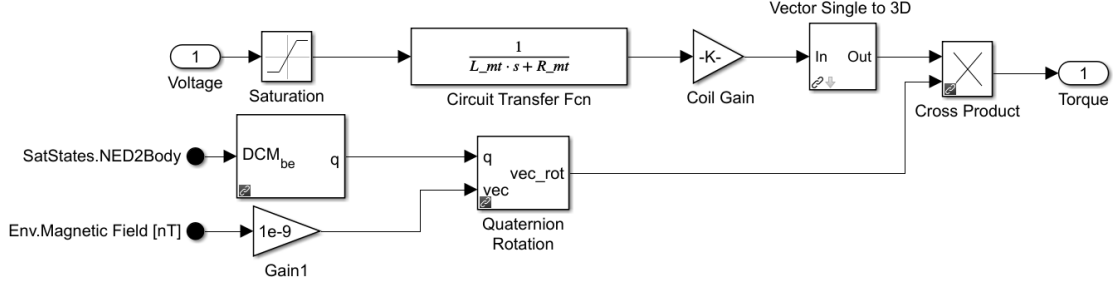 Vector Single to 3D
1
Voltage
Saturation
1
L_mt · s + R_mt
Circuit Transfer Fcn
-K-
Coil Gain
In Out
Cross Product
1
Torque
SatStates.NED2Body
DCMbe q
q
vec
vec_rot
Quaternion
Rotation
Env.Magnetic Field [nT]
1e-9
Gain1